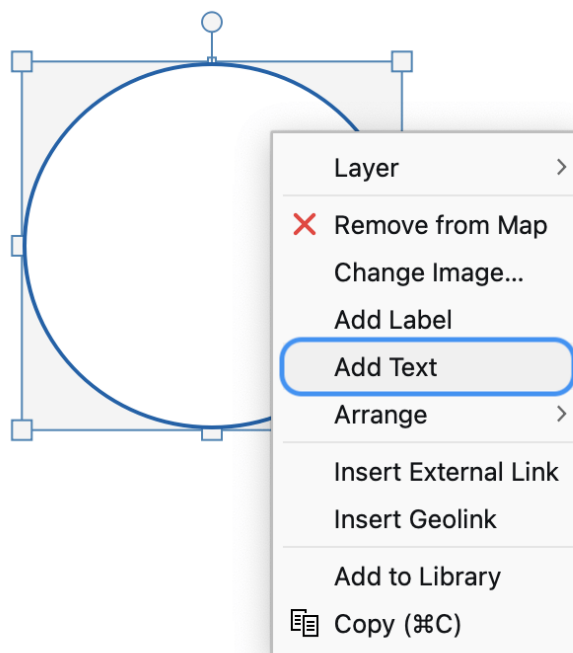 Layer
Remove from Map
Change Image...
Add Label
Add Text
Arrange
Insert External Link
Insert Geolink
Add to Library
Copy (⌘C)